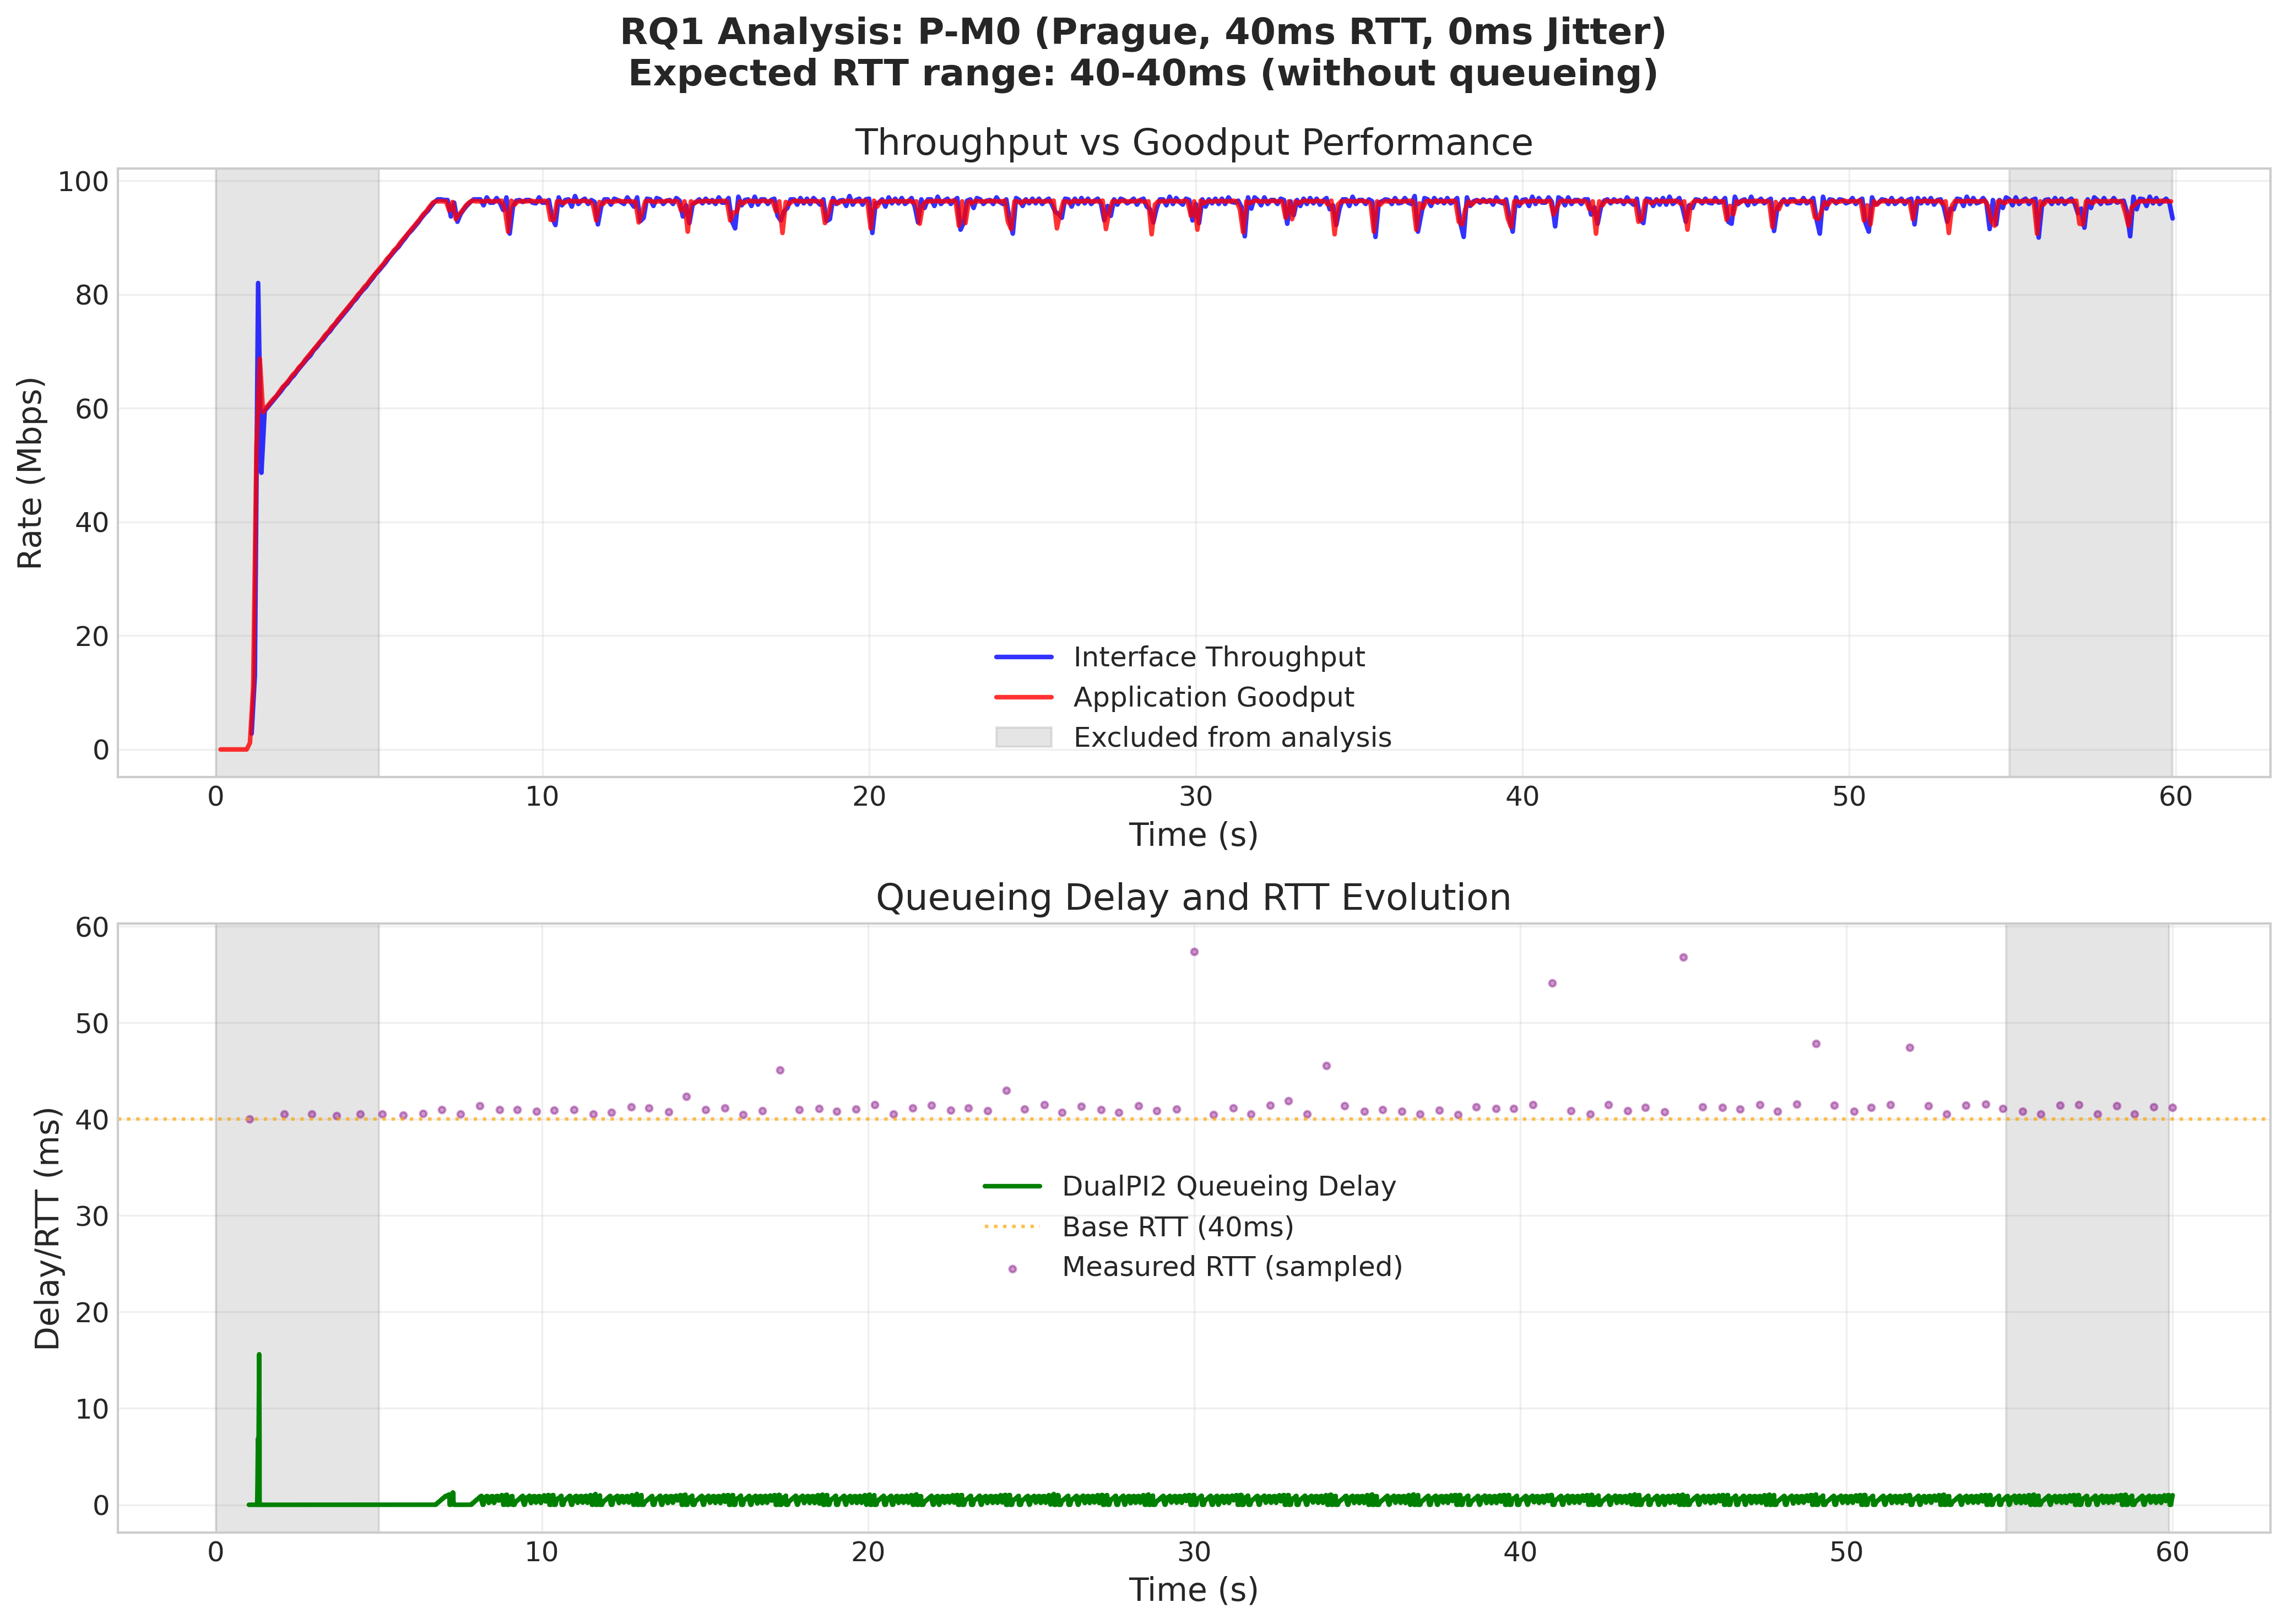 RQ1 Analysis: P-M0 (Prague, 40ms RTT, 0ms Jitter)
Expected RTT range: 40-40ms (without queueing)
Throughput vs Goodput Performance
Rate (Mbps)
100
80
60
40
20
0
Interface Throughput
Application Goodput
Excluded from analysis
0 10 20 30 40 50 60
Time (s)
Queueing Delay and RTT Evolution
Delay/RTT (ms)
60
50
40
30
20
10
0
DualPI2 Queueing Delay
Base RTT (40ms)
Measured RTT (sampled)
0 10 20 30 40 50 60
Time (s)